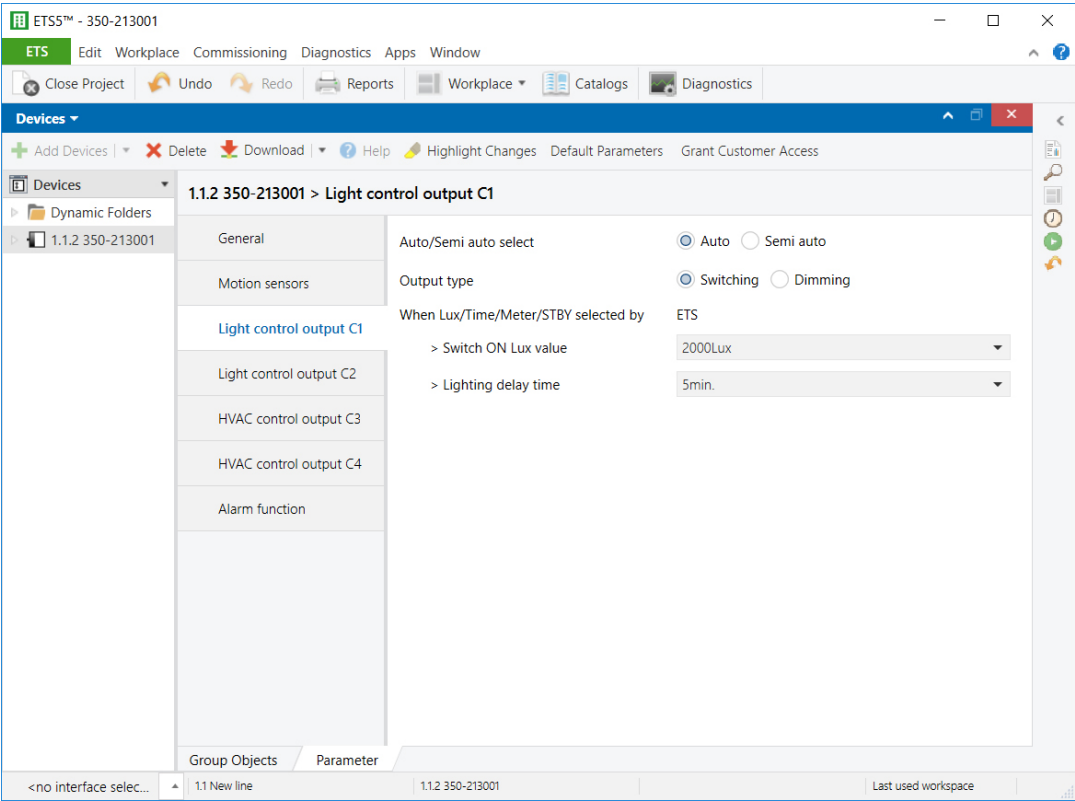 ETS5™ - 350-213001
ETS Edit Workplace Commissioning Diagnostics Apps Window
Close Project Undo Redo Reports Workplace Catalogs Diagnostics
Devices
Add Devices Delete Download Help Highlight Changes Default Parameters Grant Customer Access
Devices
Dynamic Folders
1.1.2 350-213001
1.1.2 350-213001 > Light control output C1
General
Motion sensors
Light control output C1
Light control output C2
HVAC control output C3
HVAC control output C4
Alarm function
Auto/Semi auto select Auto Semi auto
Output type Switching Dimming
When Lux/Time/Meter/STBY selected by ETS
> Switch ON Lux value 2000Lux
> Lighting delay time 5min.
Group Objects Parameter
<no interface selec... 1.1 New line 1.1.2 350-213001 Last used workspace